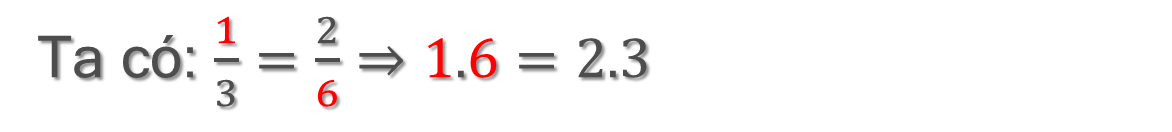 Ta có: 1/3 = 2/6 ⇒ 1.6 = 2.3